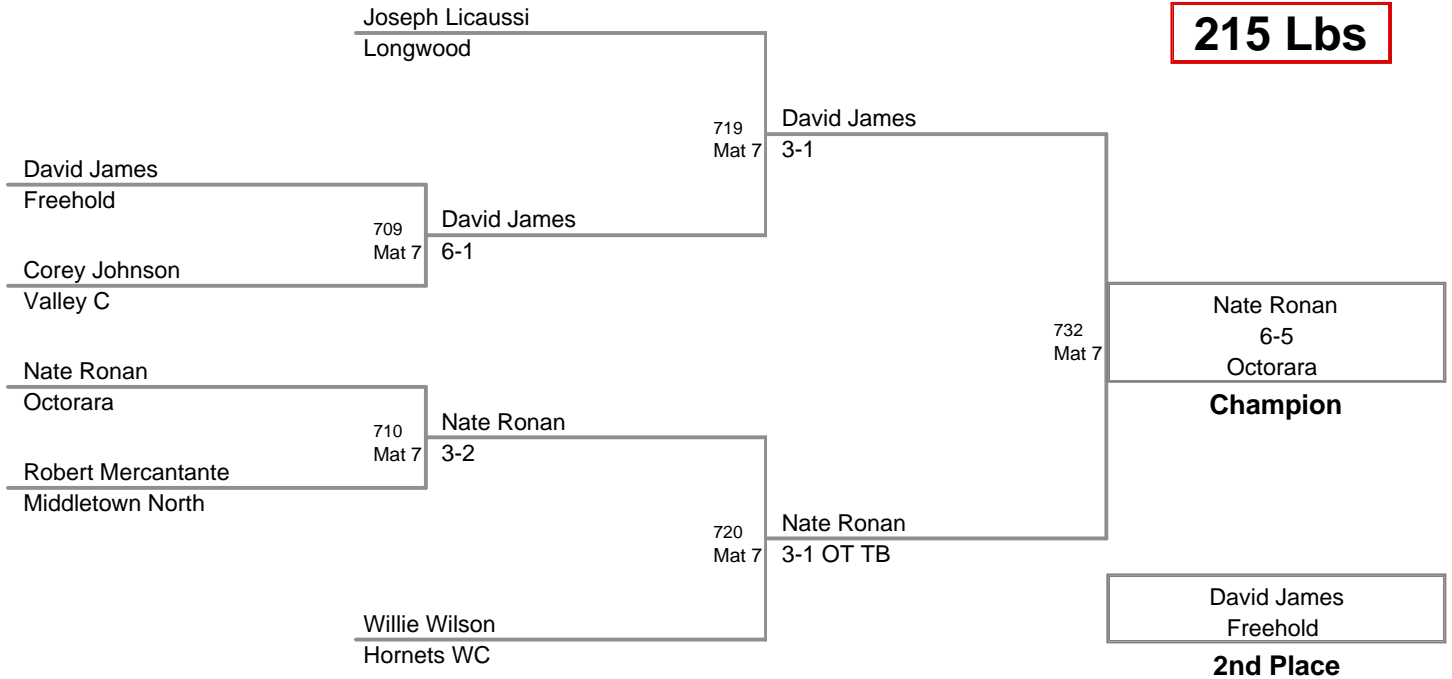 215 Lbs
Joseph Licaussi
Longwood
719
Mat 7
David James
3-1
David James
Freehold
709
Mat 7
David James
6-1
Corey Johnson
Valley C
732
Mat 7
Nate Ronan
6-5
Octorara
Champion
Nate Ronan
Octorara
710
Mat 7
Nate Ronan
3-2
Robert Mercantante
Middletown North
720
Mat 7
Nate Ronan
3-1 OT TB
Willie Wilson
Hornets WC
David James
Freehold
2nd Place